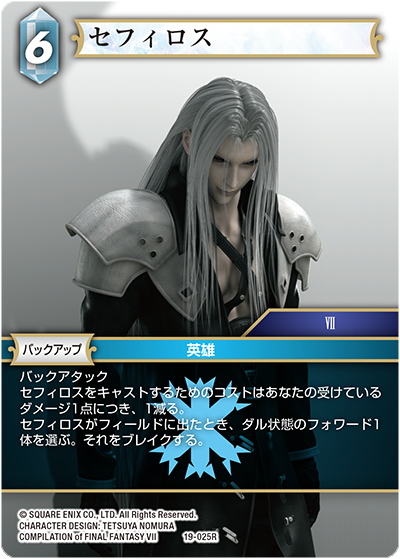 6
セフィロス
VII
バックアップ
英雄
バックアタック
セフィロスをキャストするためのコストはあなたの受けている
ダメージ1点につき、1減る。
セフィロスがフィールドに出たとき、ダル状態のフォワード1
体を選ぶ。それをブレイクする。
© SQUARE ENIX CO., LTD. All Rights Reserved.
CHARACTER DESIGN: TETSUYA NOMURA
COMPILATION of FINAL FANTASY VII
19-025R